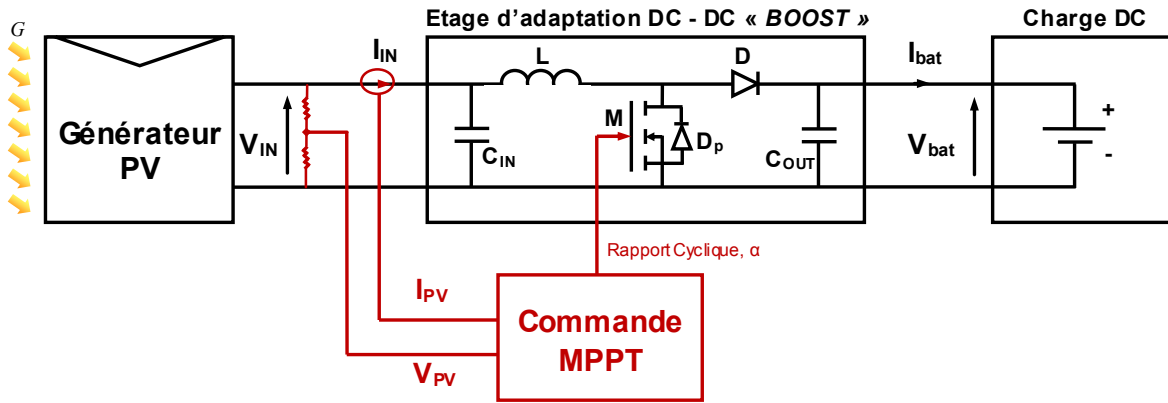 Etage d'adaptation DC - DC « BOOST »
Charge DC
G
Générateur
PV
I_IN
V_IN
L
D
M
D_P
C_IN
C_OUT
I_bat
V_bat
+
-
Rapport Cyclique, α
I_PV
V_PV
Commande
MPPT